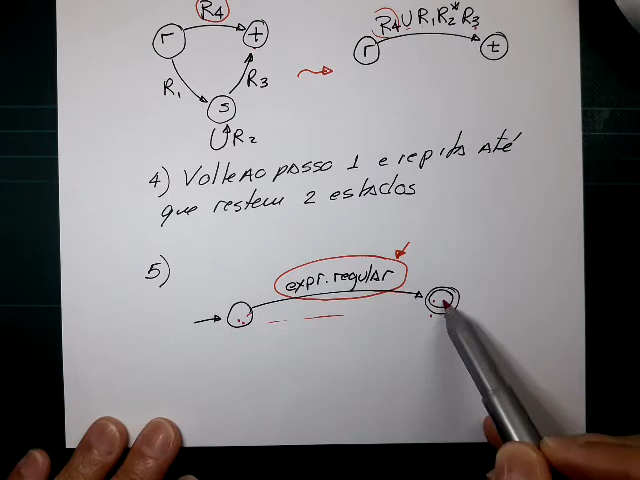 R4
R4 ∪ R1R2*R3
r
t
r
t
R1
R3
s
R2
4) Volte ao passo 1 e repita até
que restem 2 estados
5)
expr. regular